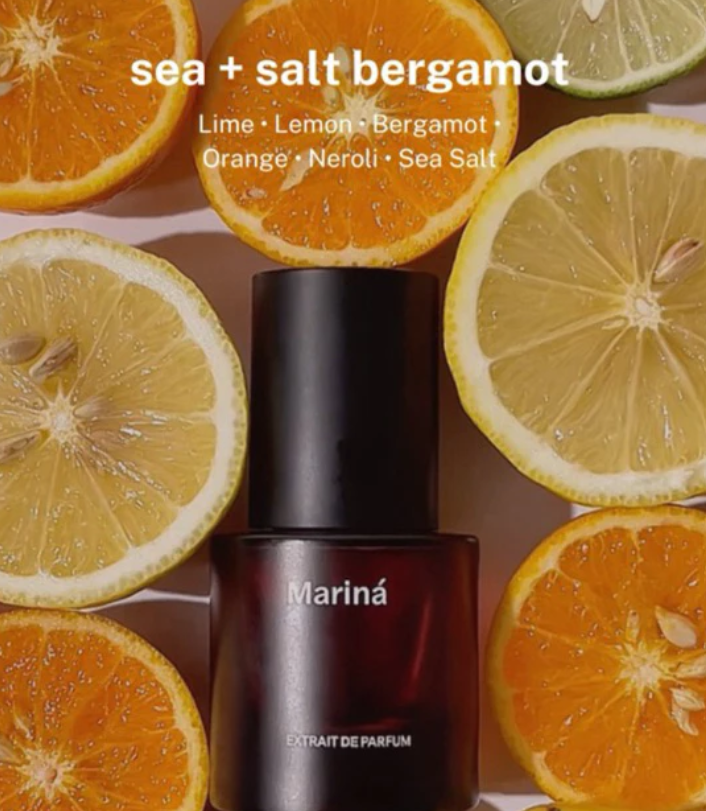 sea + salt bergamot
Lime • Lemon • Bergamot •
Orange • Neroli • Sea Salt
Mariná
EXTRAIT DE PARFUM